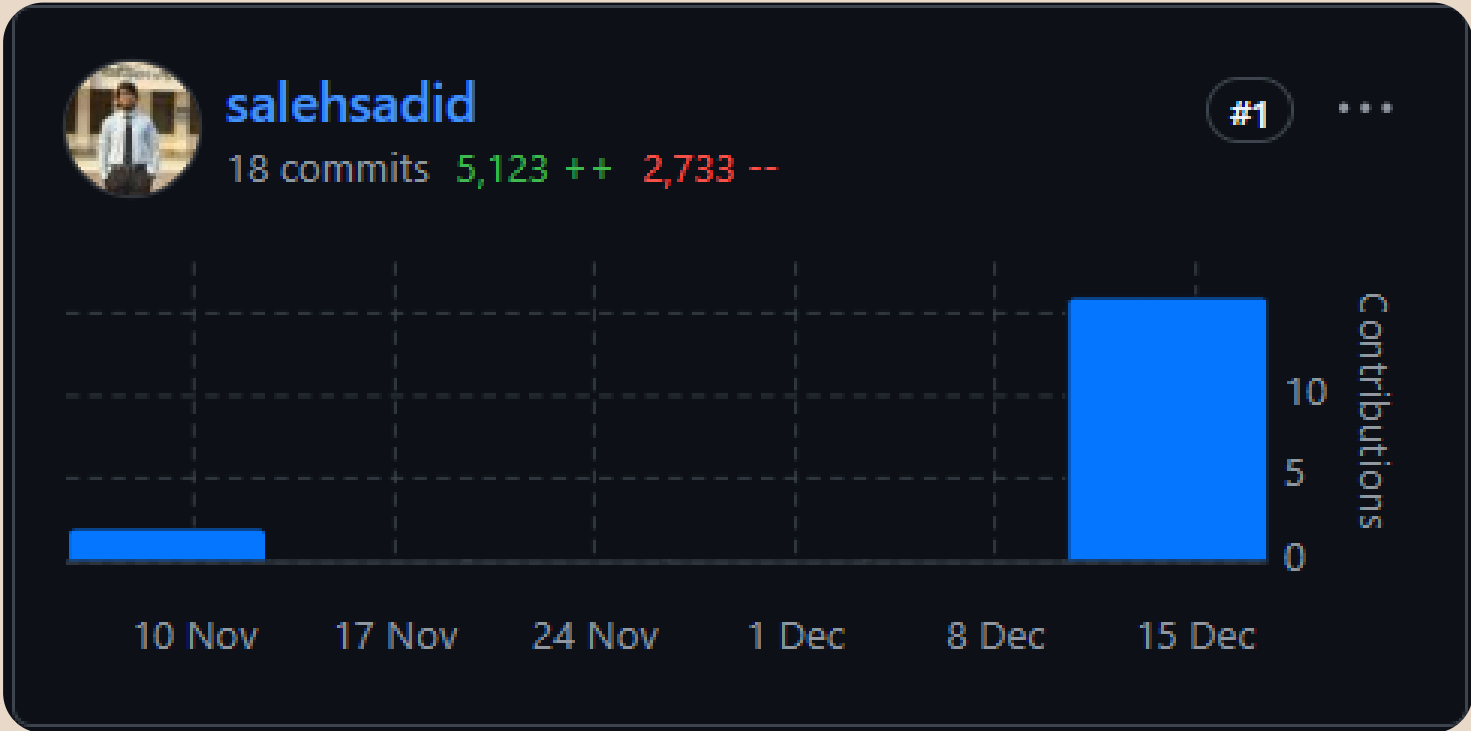 salehsadid
#1
18 commits 5,123 ++ 2,733 --
Contributions
10
5
0
10 Nov 17 Nov 24 Nov 1 Dec 8 Dec 15 Dec